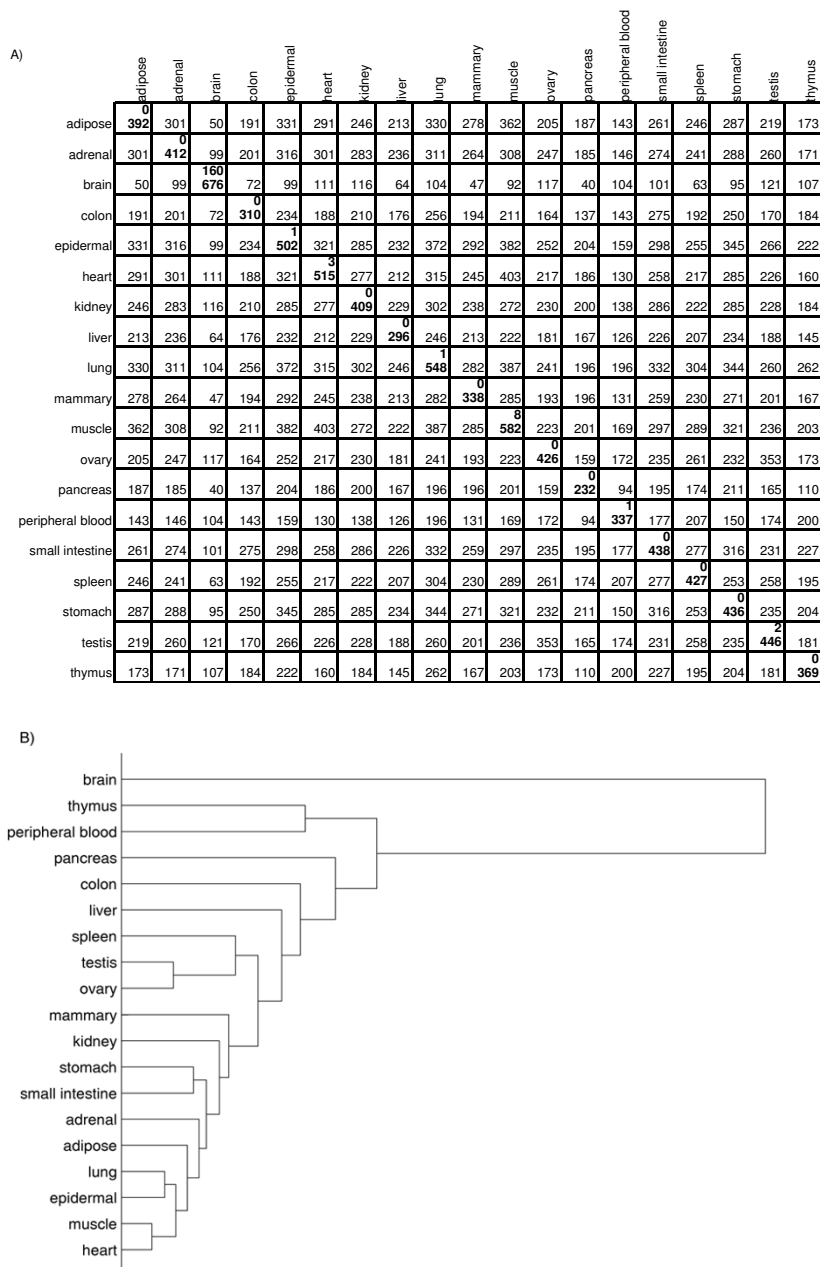 A)
adipose adrenal brain colon epidermal heart kidney liver lung mammary muscle ovary pancreas peripheral blood small intestine spleen stomach testis thymus
adipose 0 392 301 50 191 331 291 246 213 330 278 362 205 187 143 261 246 287 219 173
adrenal 301 0 412 99 201 316 301 283 236 311 264 308 247 185 146 274 241 288 260 171
brain 50 99 160 676 72 99 111 116 64 104 47 92 117 40 104 101 63 95 121 107
colon 191 201 72 0 310 234 188 210 176 256 194 211 164 137 143 275 192 250 170 184
epidermal 331 316 99 234 1 502 321 285 232 372 292 382 252 204 159 298 255 345 266 222
heart 291 301 111 188 321 3 515 277 212 315 245 403 217 186 130 258 217 285 226 160
kidney 246 283 116 210 285 277 0 409 229 302 238 272 230 200 138 286 222 285 228 184
liver 213 236 64 176 232 212 229 0 296 246 213 222 181 167 126 226 207 234 188 145
lung 330 311 104 256 372 315 302 246 1 548 282 387 241 196 196 332 304 344 260 262
mammary 278 264 47 194 292 245 238 213 282 0 338 285 193 196 131 259 230 271 201 167
muscle 362 308 92 211 382 403 272 222 387 285 8 582 223 201 169 297 289 321 236 203
ovary 205 247 117 164 252 217 230 181 241 193 223 0 426 159 172 235 261 232 353 173
pancreas 187 185 40 137 204 186 200 167 196 196 201 159 0 232 94 195 174 211 165 110
peripheral blood 143 146 104 143 159 130 138 126 196 131 169 172 94 1 337 177 207 150 174 200
small intestine 261 274 101 275 298 258 286 226 332 259 297 235 195 177 0 438 277 316 231 227
spleen 246 241 63 192 255 217 222 207 304 230 289 261 174 207 277 0 427 253 258 195
stomach 287 288 95 250 345 285 285 234 344 271 321 232 211 150 316 253 0 436 235 204
testis 219 260 121 170 266 226 228 188 260 201 236 353 165 174 231 258 235 2 446 181
thymus 173 171 107 184 222 160 184 145 262 167 203 173 110 200 227 195 204 181 0 369
B)
brain
thymus
peripheral blood
pancreas
colon
liver
spleen
testis
ovary
mammary
kidney
stomach
small intestine
adrenal
adipose
lung
epidermal
muscle
heart